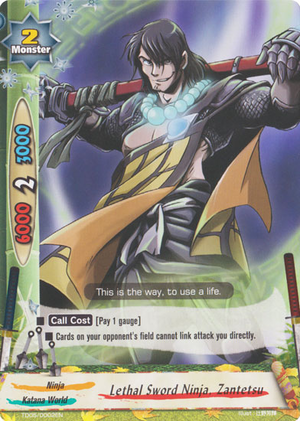 2
Monster
6000 2 3000
This is the way, to use a life.
Call Cost [Pay 1 gauge]
Cards on your opponent's field cannot link attack you directly.
Ninja
Katana World
Lethal Sword Ninja, Zantetsu